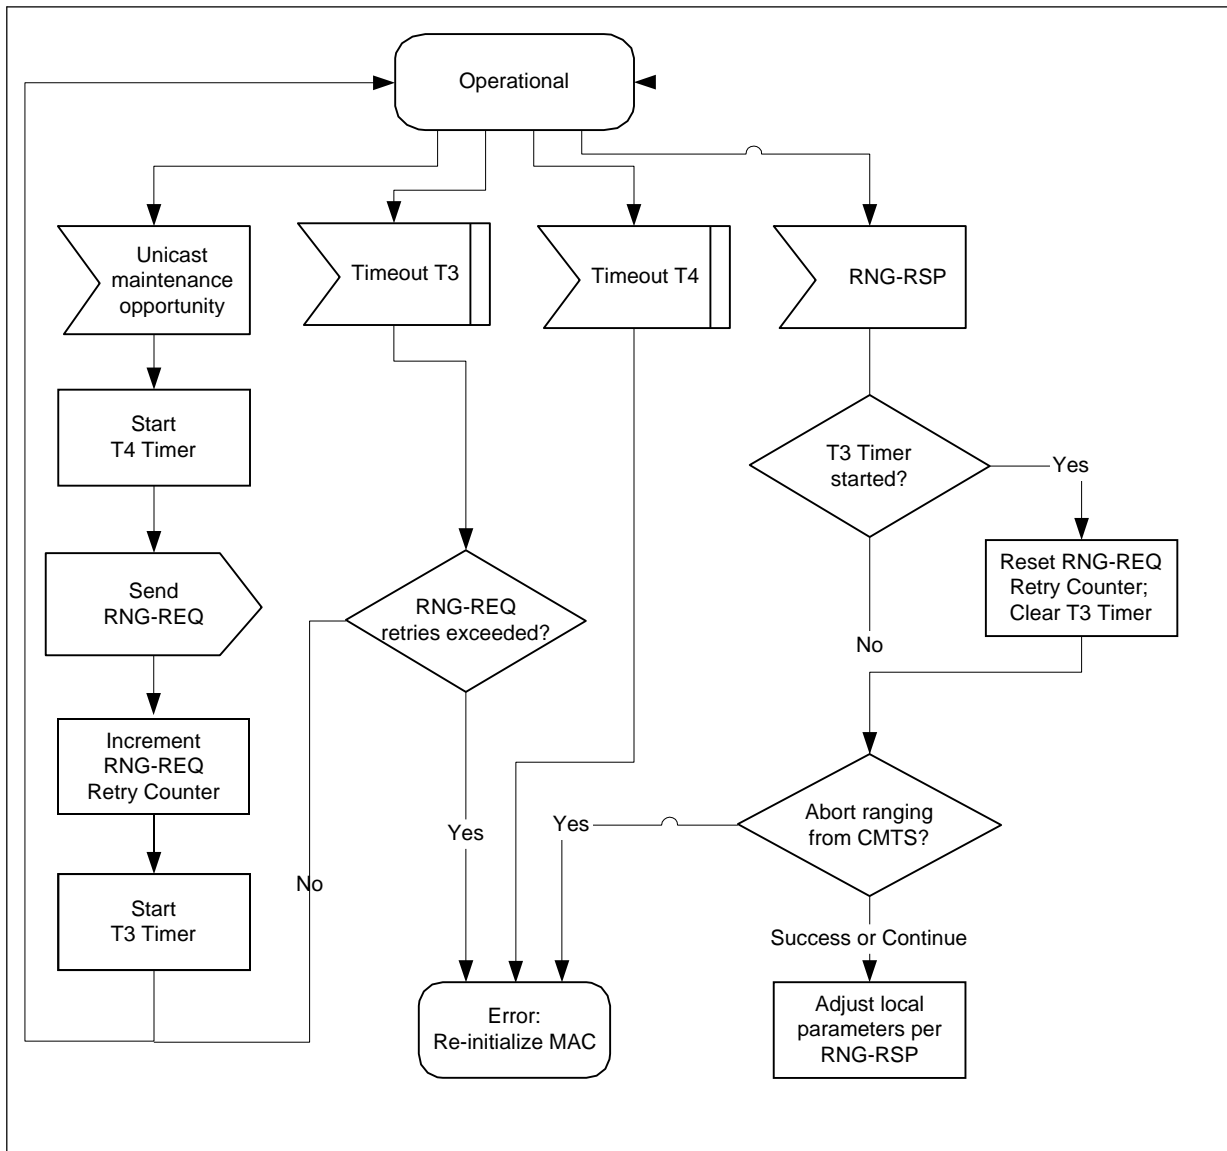 Operational
Unicast
maintenance
opportunity
Timeout T3
Timeout T4
RNG-RSP
Start
T4 Timer
T3 Timer
started?
Yes
Send
RNG-REQ
RNG-REQ
retries exceeded?
Reset RNG-REQ
Retry Counter;
Clear T3 Timer
No
Increment
RNG-REQ
Retry Counter
Yes
Yes
Abort ranging
from CMTS?
No
Start
T3 Timer
Success or Continue
Error:
Re-initialize MAC
Adjust local
parameters per
RNG-RSP